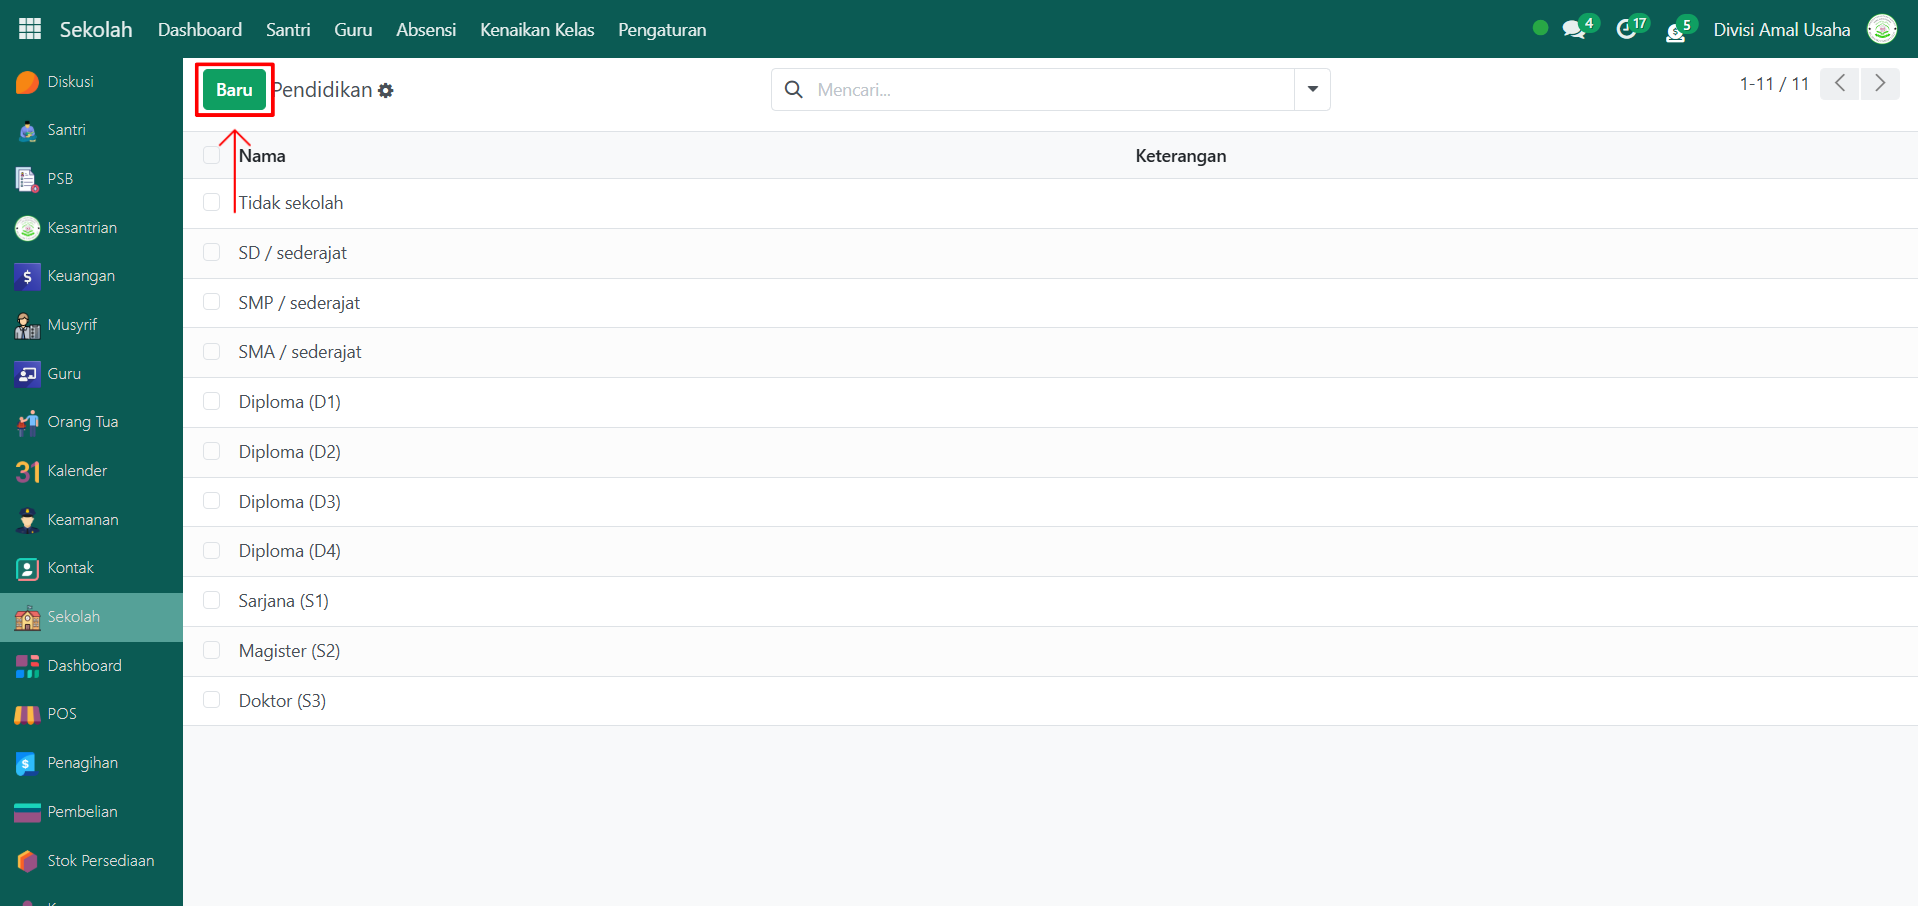 Sekolah Dashboard Santri Guru Absensi Kenaikan Kelas Pengaturan 4 17 5 Divisi Amal Usaha
Diskusi
Santri
PSB
Kesantrian
Keuangan
Musyrif
Guru
Orang Tua
31 Kalender
Keamanan
Kontak
Sekolah
Dashboard
POS
Penagihan
Pembelian
Stok Persediaan
Baru Pendidikan Mencari... 1-11 / 11
Nama Keterangan
Tidak sekolah
SD / sederajat
SMP / sederajat
SMA / sederajat
Diploma (D1)
Diploma (D2)
Diploma (D3)
Diploma (D4)
Sarjana (S1)
Magister (S2)
Doktor (S3)